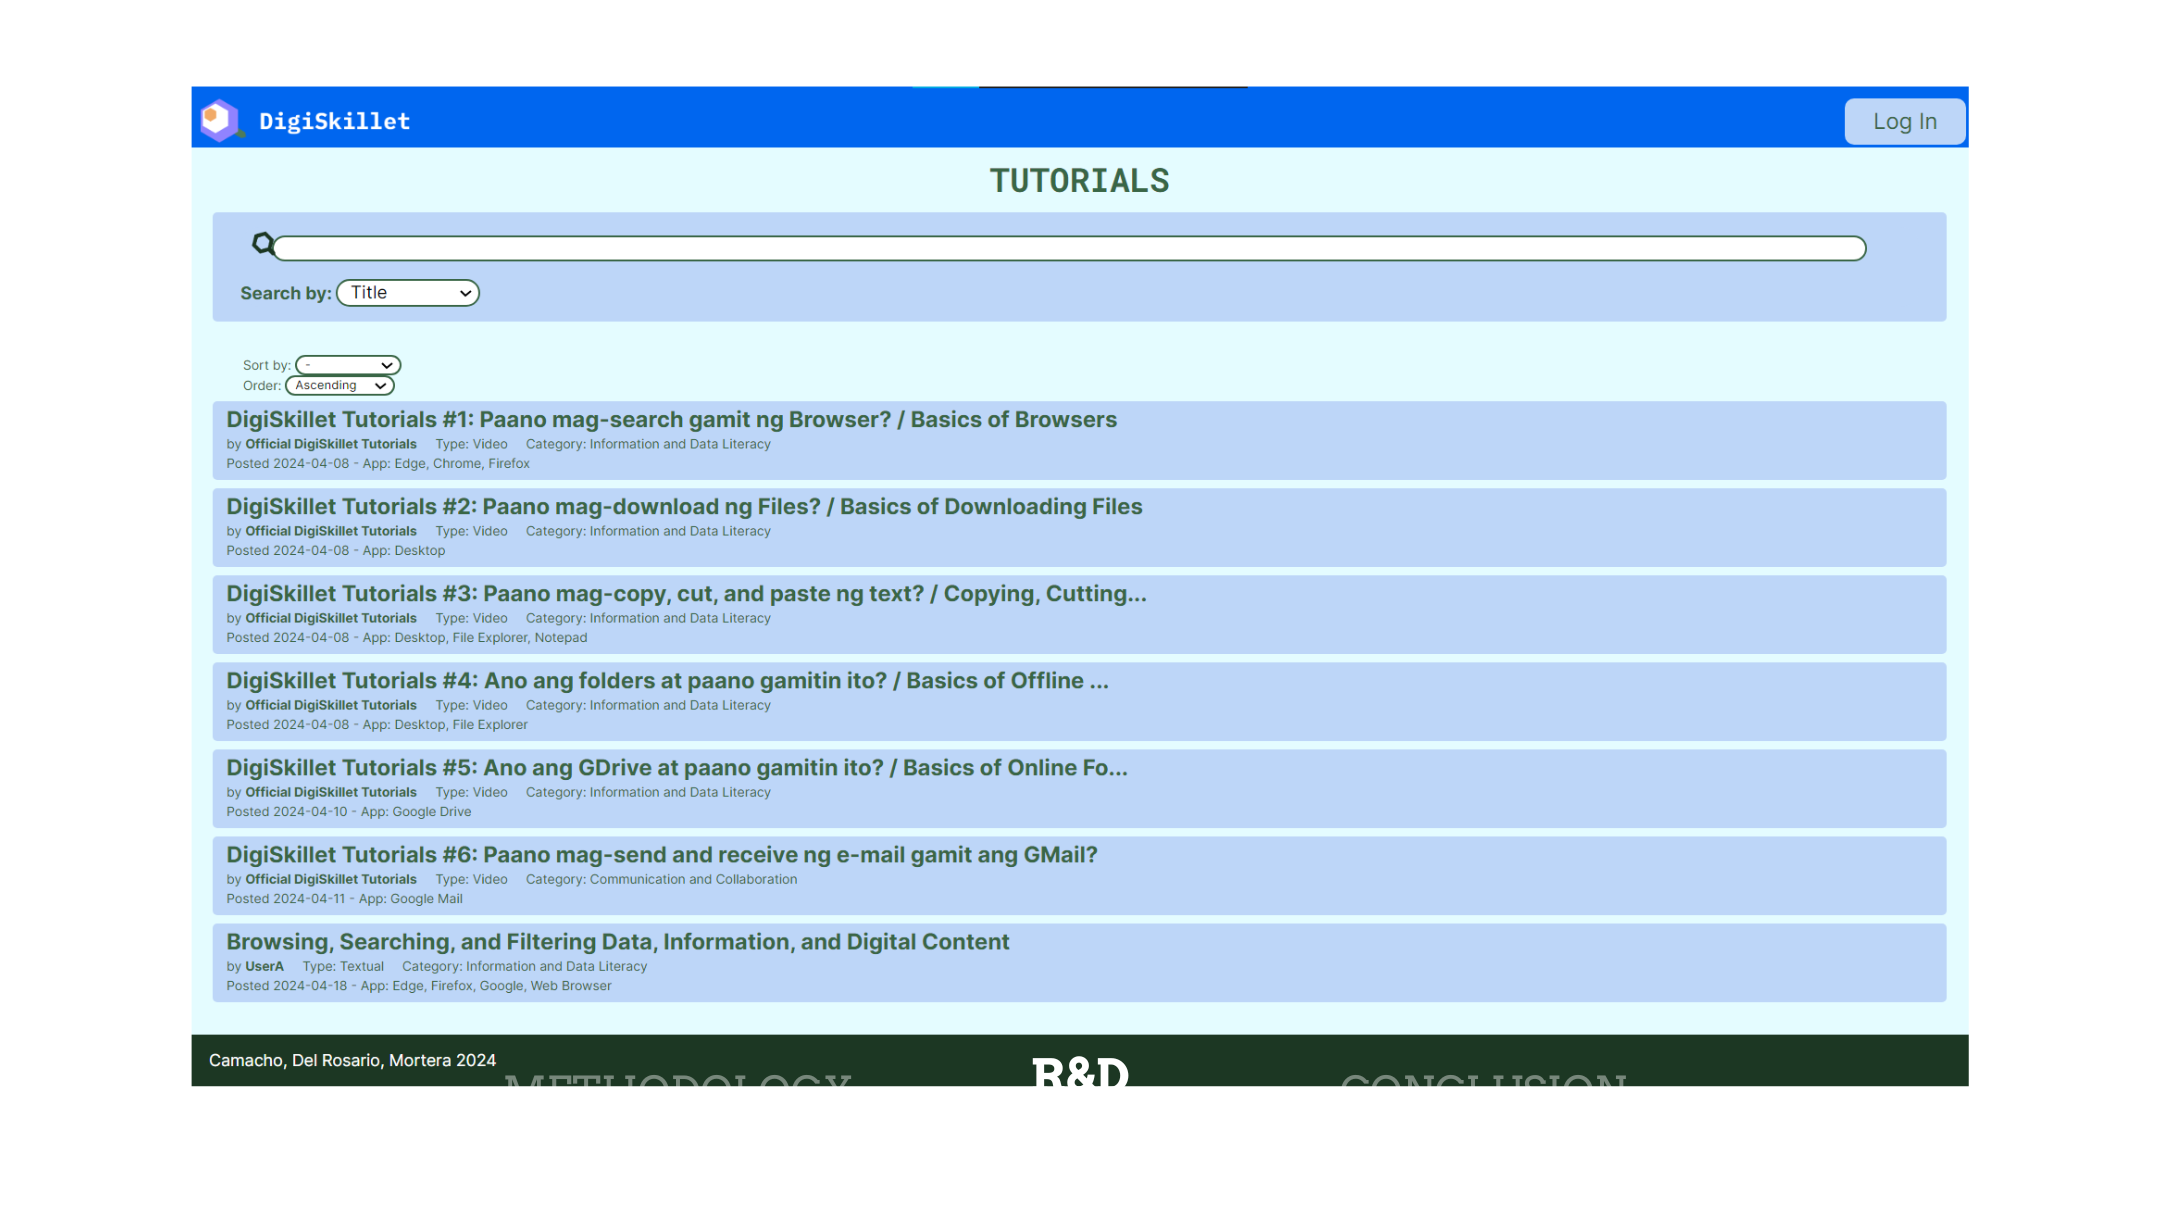 DigiSkillet
Log In
TUTORIALS
Search by: Title
Sort by: -
Order: Ascending
DigiSkillet Tutorials #1: Paano mag-search gamit ng Browser? / Basics of Browsers
by Official DigiSkillet Tutorials Type: Video Category: Information and Data Literacy
Posted 2024-04-08 - App: Edge, Chrome, Firefox
DigiSkillet Tutorials #2: Paano mag-download ng Files? / Basics of Downloading Files
by Official DigiSkillet Tutorials Type: Video Category: Information and Data Literacy
Posted 2024-04-08 - App: Desktop
DigiSkillet Tutorials #3: Paano mag-copy, cut, and paste ng text? / Copying, Cutting...
by Official DigiSkillet Tutorials Type: Video Category: Information and Data Literacy
Posted 2024-04-08 - App: Desktop, File Explorer, Notepad
DigiSkillet Tutorials #4: Ano ang folders at paano gamitin ito? / Basics of Offline ...
by Official DigiSkillet Tutorials Type: Video Category: Information and Data Literacy
Posted 2024-04-08 - App: Desktop, File Explorer
DigiSkillet Tutorials #5: Ano ang GDrive at paano gamitin ito? / Basics of Online Fo...
by Official DigiSkillet Tutorials Type: Video Category: Information and Data Literacy
Posted 2024-04-10 - App: Google Drive
DigiSkillet Tutorials #6: Paano mag-send and receive ng e-mail gamit ang GMail?
by Official DigiSkillet Tutorials Type: Video Category: Communication and Collaboration
Posted 2024-04-11 - App: Google Mail
Browsing, Searching, and Filtering Data, Information, and Digital Content
by UserA Type: Textual Category: Information and Data Literacy
Posted 2024-04-18 - App: Edge, Firefox, Google, Web Browser
Camacho, Del Rosario, Mortera 2024
METHODOLOGY R&D CONCLUSION